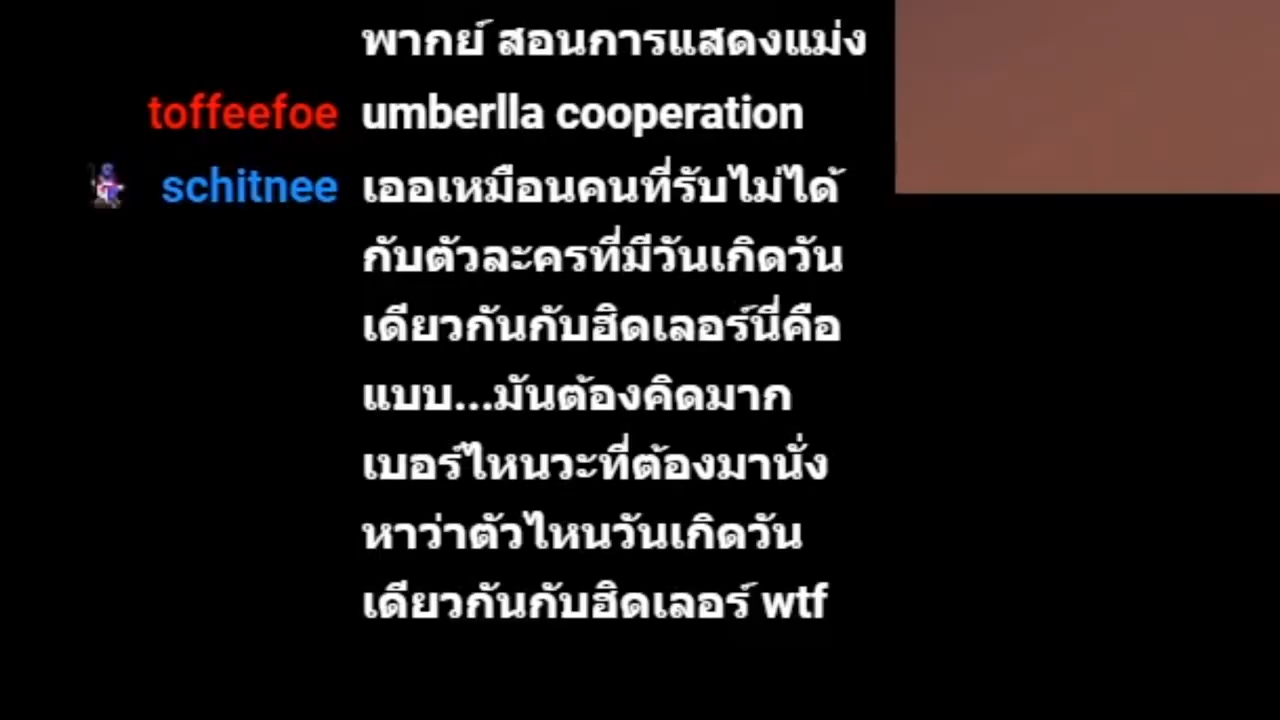 พากย์ สอนการแสดงแม่ง
toffeefoe umberlla cooperation
schitnee เออเหมือนคนที่รับไม่ได้
กับตัวละครที่มีวันเกิดวัน
เดียวกันกับฮิดเลอร์นี่คือ
แบบ...มันต้องคิดมาก
เบอร์ไหนวะที่ต้องมานั่ง
หาว่าตัวไหนวันเกิดวัน
เดียวกันกับฮิดเลอร์ wtf